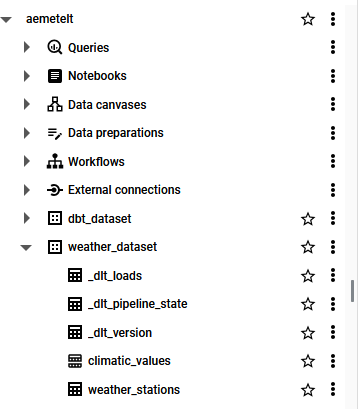 aemetelt
Queries
Notebooks
Data canvases
Data preparations
Workflows
External connections
dbt_dataset
weather_dataset
_dlt_loads
_dlt_pipeline_state
_dlt_version
climatic_values
weather_stations